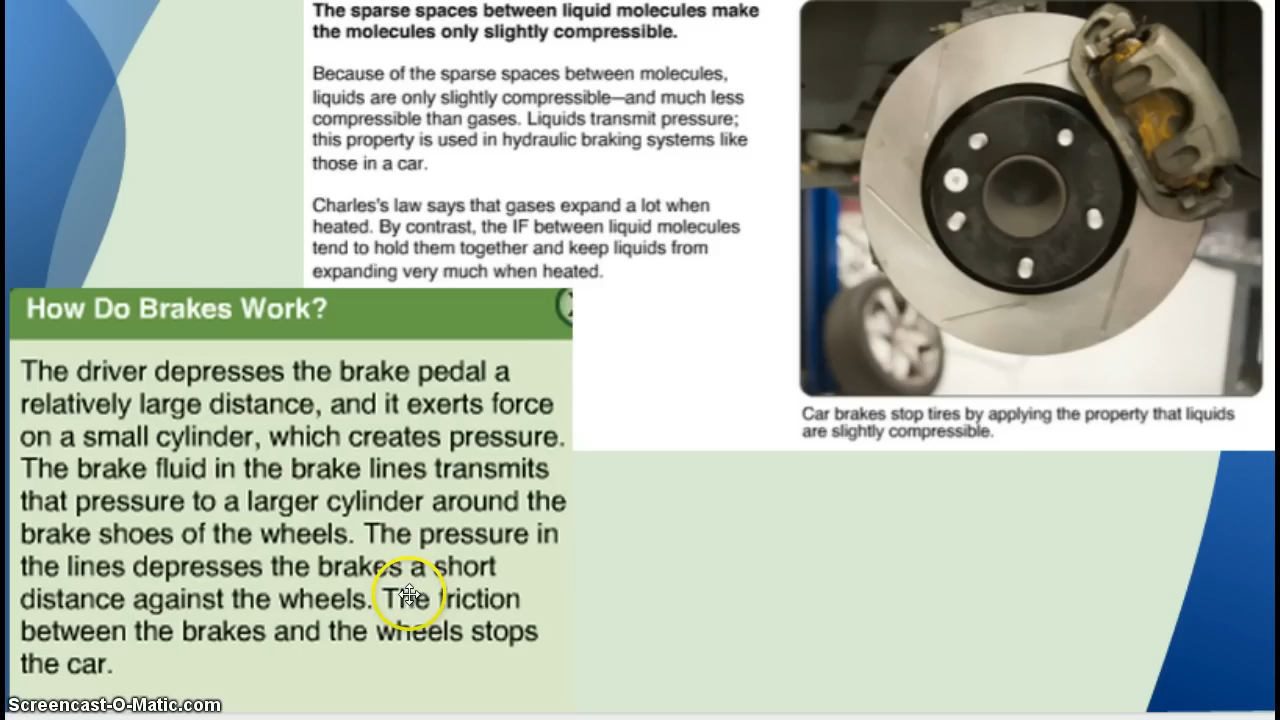 The sparse spaces between liquid molecules make
the molecules only slightly compressible.
Because of the sparse spaces between molecules,
liquids are only slightly compressible—and much less
compressible than gases. Liquids transmit pressure;
this property is used in hydraulic braking systems like
those in a car.
Charles's law says that gases expand a lot when
heated. By contrast, the IF between liquid molecules
tend to hold them together and keep liquids from
expanding very much when heated.
Car brakes stop tires by applying the property that liquids
are slightly compressible.
How Do Brakes Work?
The driver depresses the brake pedal a
relatively large distance, and it exerts force
on a small cylinder, which creates pressure.
The brake fluid in the brake lines transmits
that pressure to a larger cylinder around the
brake shoes of the wheels. The pressure in
the lines depresses the brakes a short
distance against the wheels. The friction
between the brakes and the wheels stops
the car.
Screencast-O-Matic.com